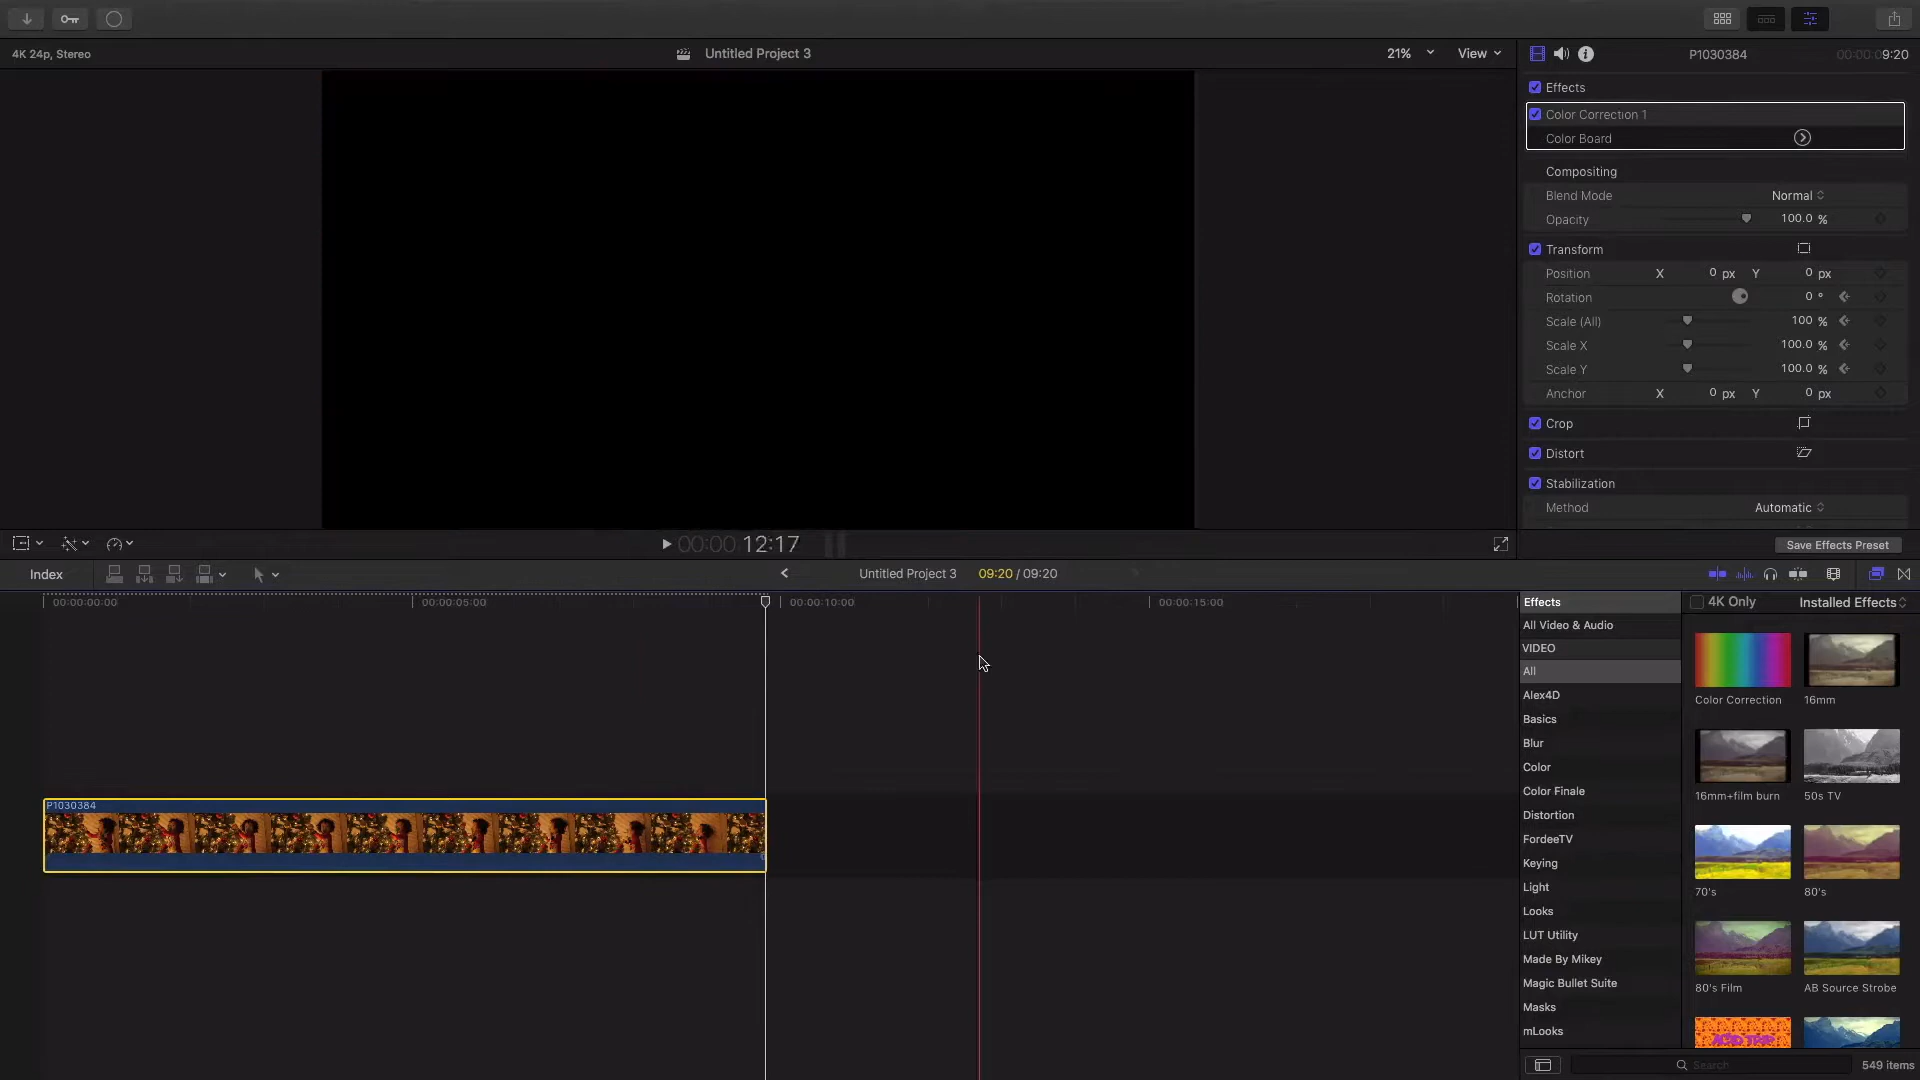 4K 24p, Stereo
Untitled Project 3
21%
View
P1030384
00:00:09:20
Effects
Color Correction 1
Color Board
Compositing
Blend Mode
Normal
Opacity
100.0 %
Transform
Position
X
0 px
Y
0 px
Rotation
0 °
Scale (All)
100 %
Scale X
100.0 %
Scale Y
100.0 %
Anchor
X
0 px
Y
0 px
Crop
Distort
Stabilization
Method
Automatic
Save Effects Preset
00:00:12:17
Index
Untitled Project 3
09:20 / 09:20
00:00:00:00
00:00:05:00
00:00:10:00
00:00:15:00
P1030384
Effects
4K Only
Installed Effects
All Video & Audio
VIDEO
All
Alex4D
Basics
Blur
Color
Color Finale
Distortion
FordeeTV
Keying
Light
Looks
LUT Utility
Made By Mikey
Magic Bullet Suite
Masks
mLooks
Color Correction
16mm
16mm+film burn
50s TV
70's
80's
80's Film
AB Source Strobe
ACID TRIP
Search
549 items